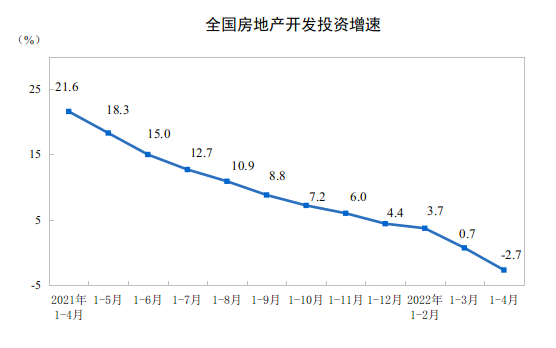 全国房地产开发投资增速
（%）
25
15
5
-5
21.6
18.3
15.0
12.7
10.9
8.8
7.2
6.0
4.4
3.7
0.7
-2.7
2021年
1-4月
1-5月
1-6月
1-7月
1-8月
1-9月
1-10月
1-11月
1-12月
2022年
1-2月
1-3月
1-4月